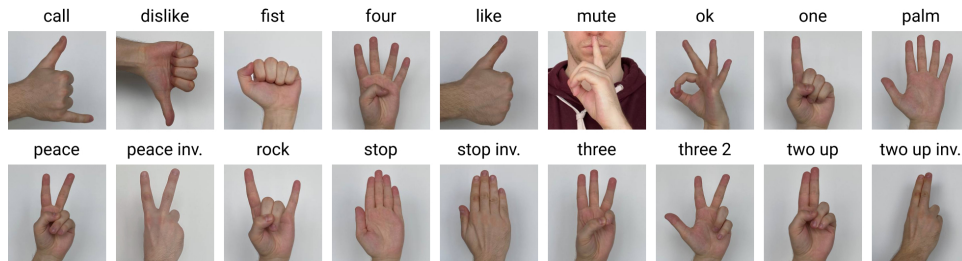 call dislike fist four like mute ok one palm
peace peace inv. rock stop stop inv. three three 2 two up two up inv.